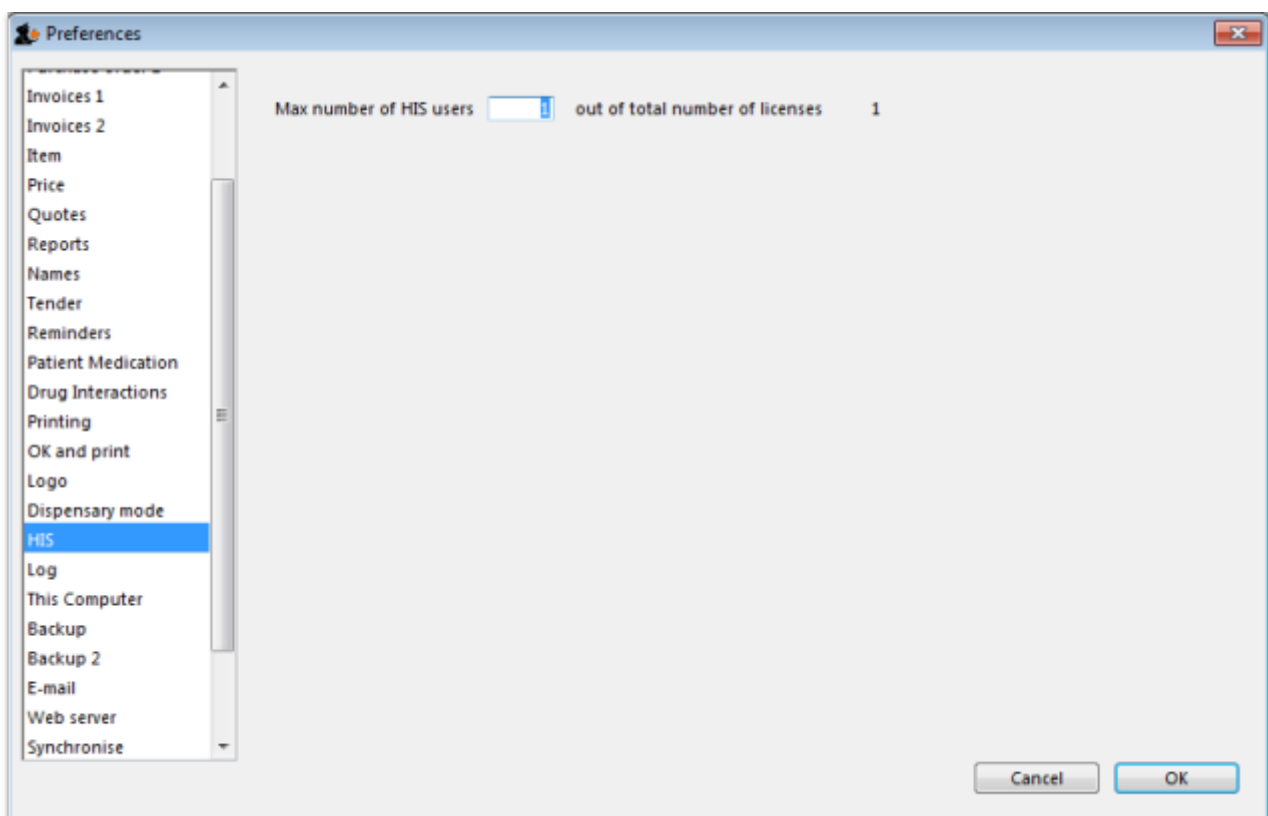 Preferences
Invoices 1
Invoices 2
Item
Price
Quotes
Reports
Names
Tender
Reminders
Patient Medication
Drug Interactions
Printing
OK and print
Logo
Dispensary mode
HIS
Log
This Computer
Backup
Backup 2
E-mail
Web server
Synchronise
Max number of HIS users 1 out of total number of licenses 1
Cancel OK